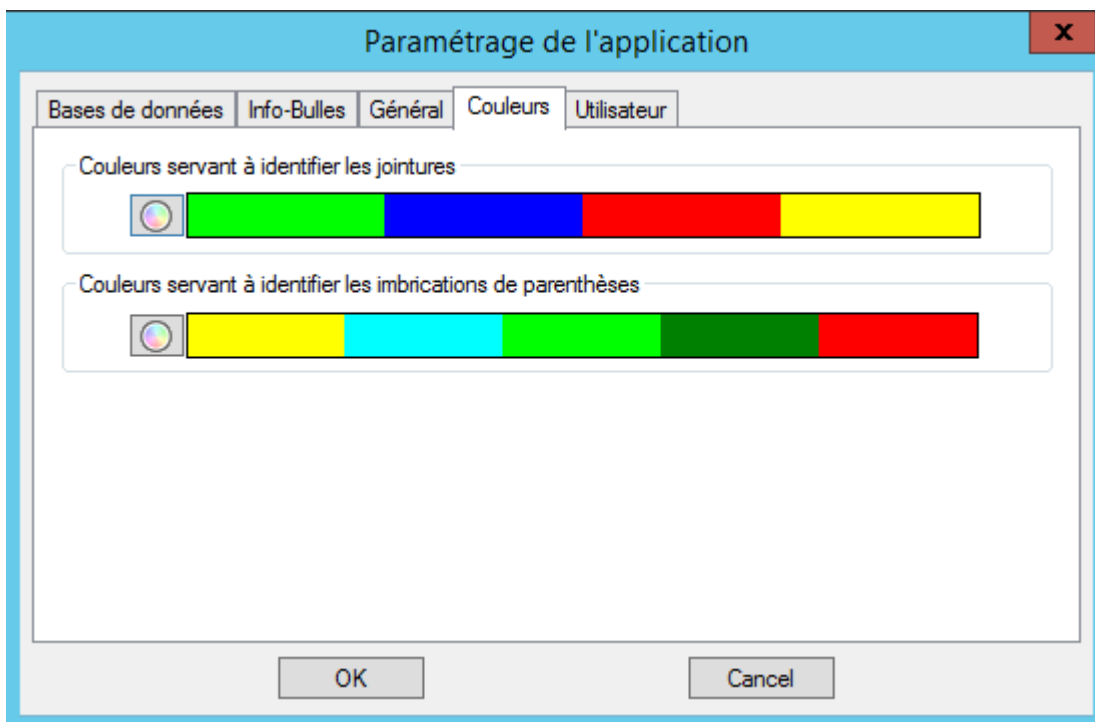 Paramétrage de l'application
x
Bases de données Info-Bulles Général Couleurs Utilisateur
Couleurs servant à identifier les jointures
Couleurs servant à identifier les imbrications de parenthèses
OK Cancel